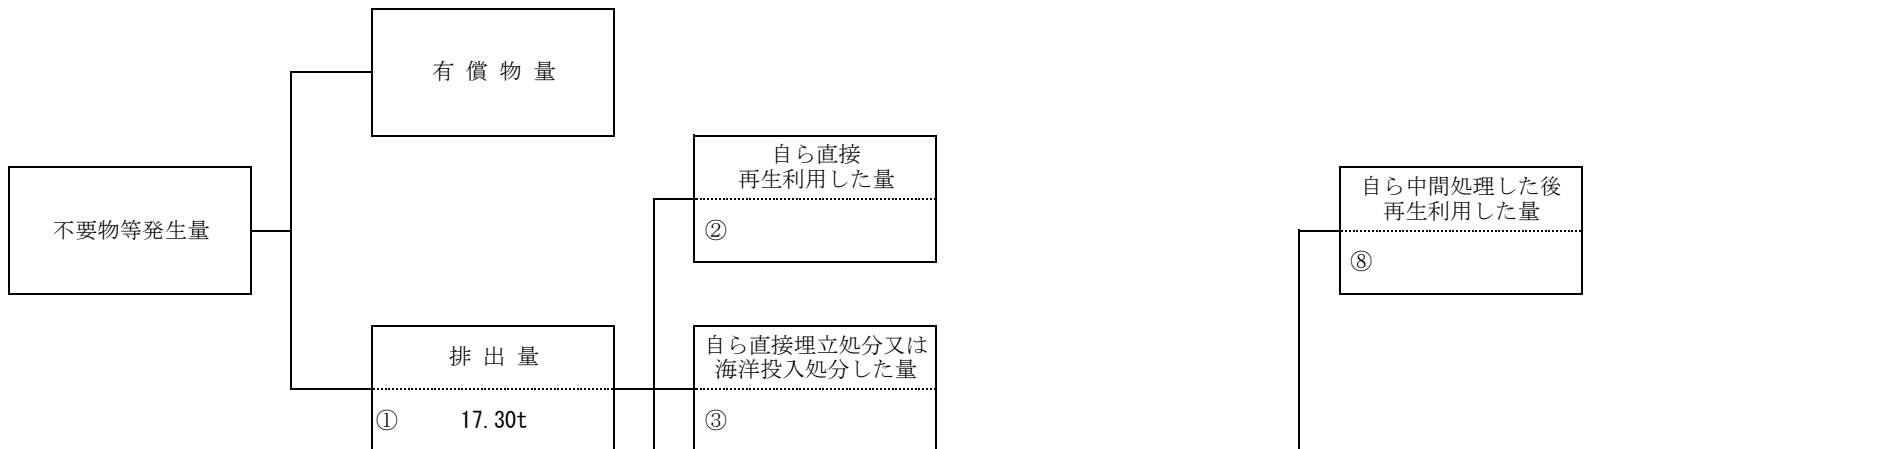 有 償 物 量
自ら直接
再生利用した量
②
自ら中間処理した後
再生利用した量
⑧
不要物等発生量
排 出 量
① 17.30t
自ら直接埋立処分又は
海洋投入処分した量
③